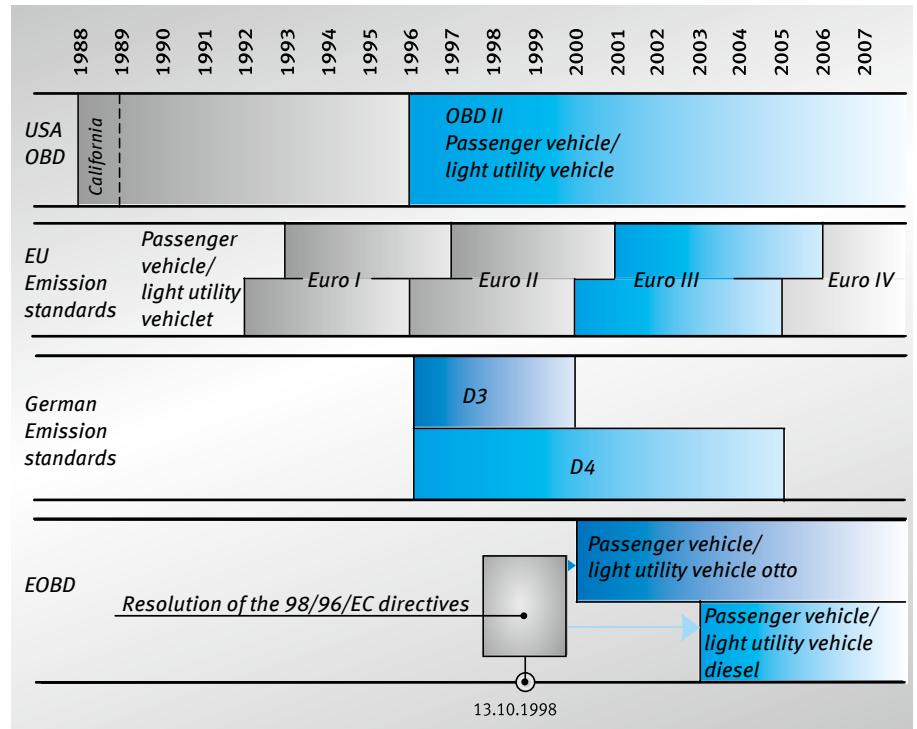 1988 1989 1990 1991 1992 1993 1994 1995 1996 1997 1998 1999 2000 2001 2002 2003 2004 2005 2006 2007
USA
OBD
California
OBD II
Passenger vehicle/
light utility vehicle
EU
Emission
standards
Passenger
vehicle/
light utility
vehiclet
Euro I
Euro II
Euro III
Euro IV
German
Emission
standards
D3
D4
EOBD
Resolution of the 98/96/EC directives
Passenger vehicle/
light utility vehicle otto
Passenger vehicle/
light utility vehicle
diesel
13.10.1998